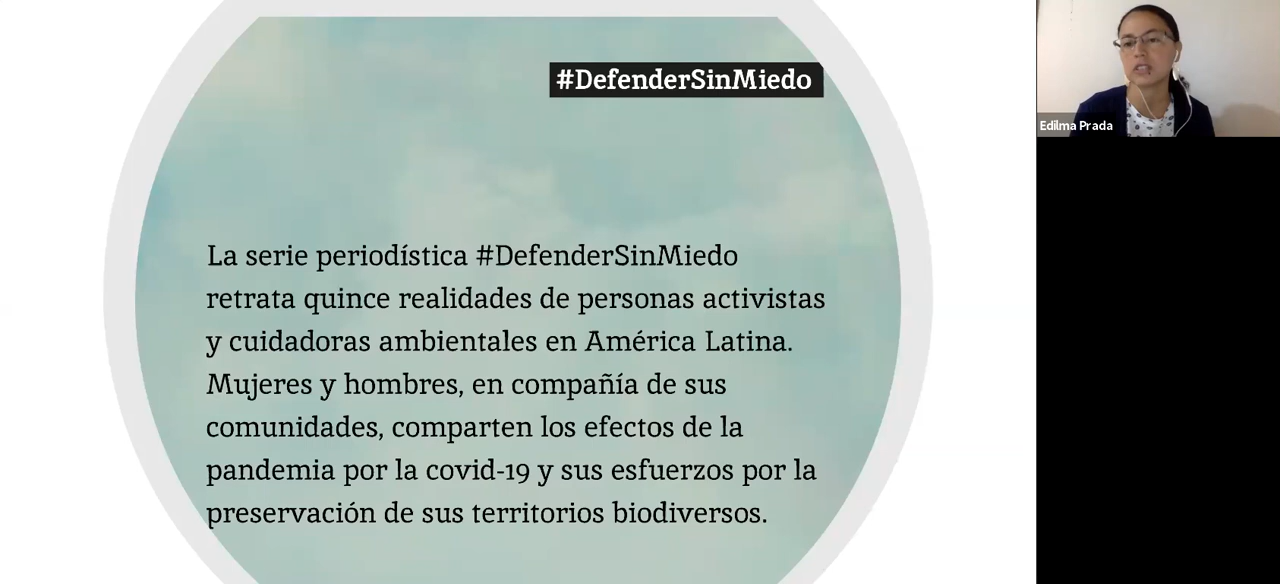 #DefenderSinMiedo
Edilma Prada
La serie periodística #DefenderSinMiedo
retrata quince realidades de personas activistas
y cuidadoras ambientales en América Latina.
Mujeres y hombres, en compañía de sus
comunidades, comparten los efectos de la
pandemia por la covid-19 y sus esfuerzos por la
preservación de sus territorios biodiversos.